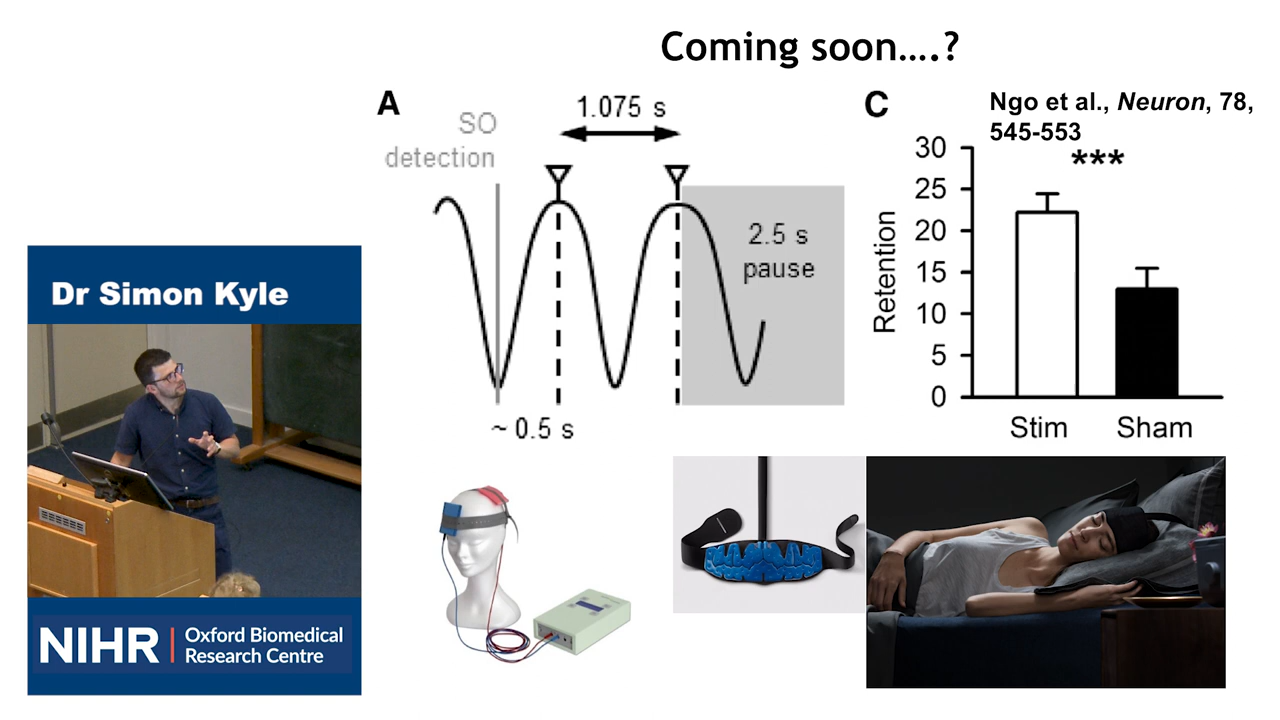 Coming soon….?
A
1.075 s
SO
detection
2.5 s
pause
~ 0.5 s
C
Ngo et al., Neuron, 78,
545-553
***
30
25
20
15
10
5
0
Retention
Stim
Sham
Dr Simon Kyle
NIHR | Oxford Biomedical
Research Centre